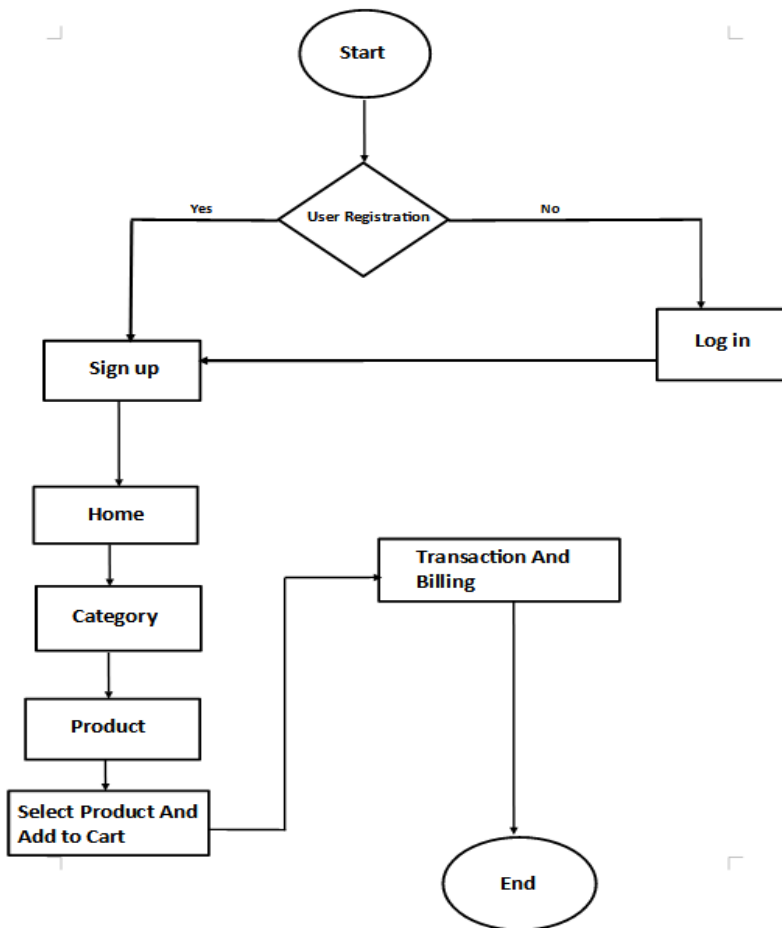 Start
User Registration
Yes
No
Log in
Sign up
Home
Transaction And
Billing
Category
Product
Select Product And
Add to Cart
End